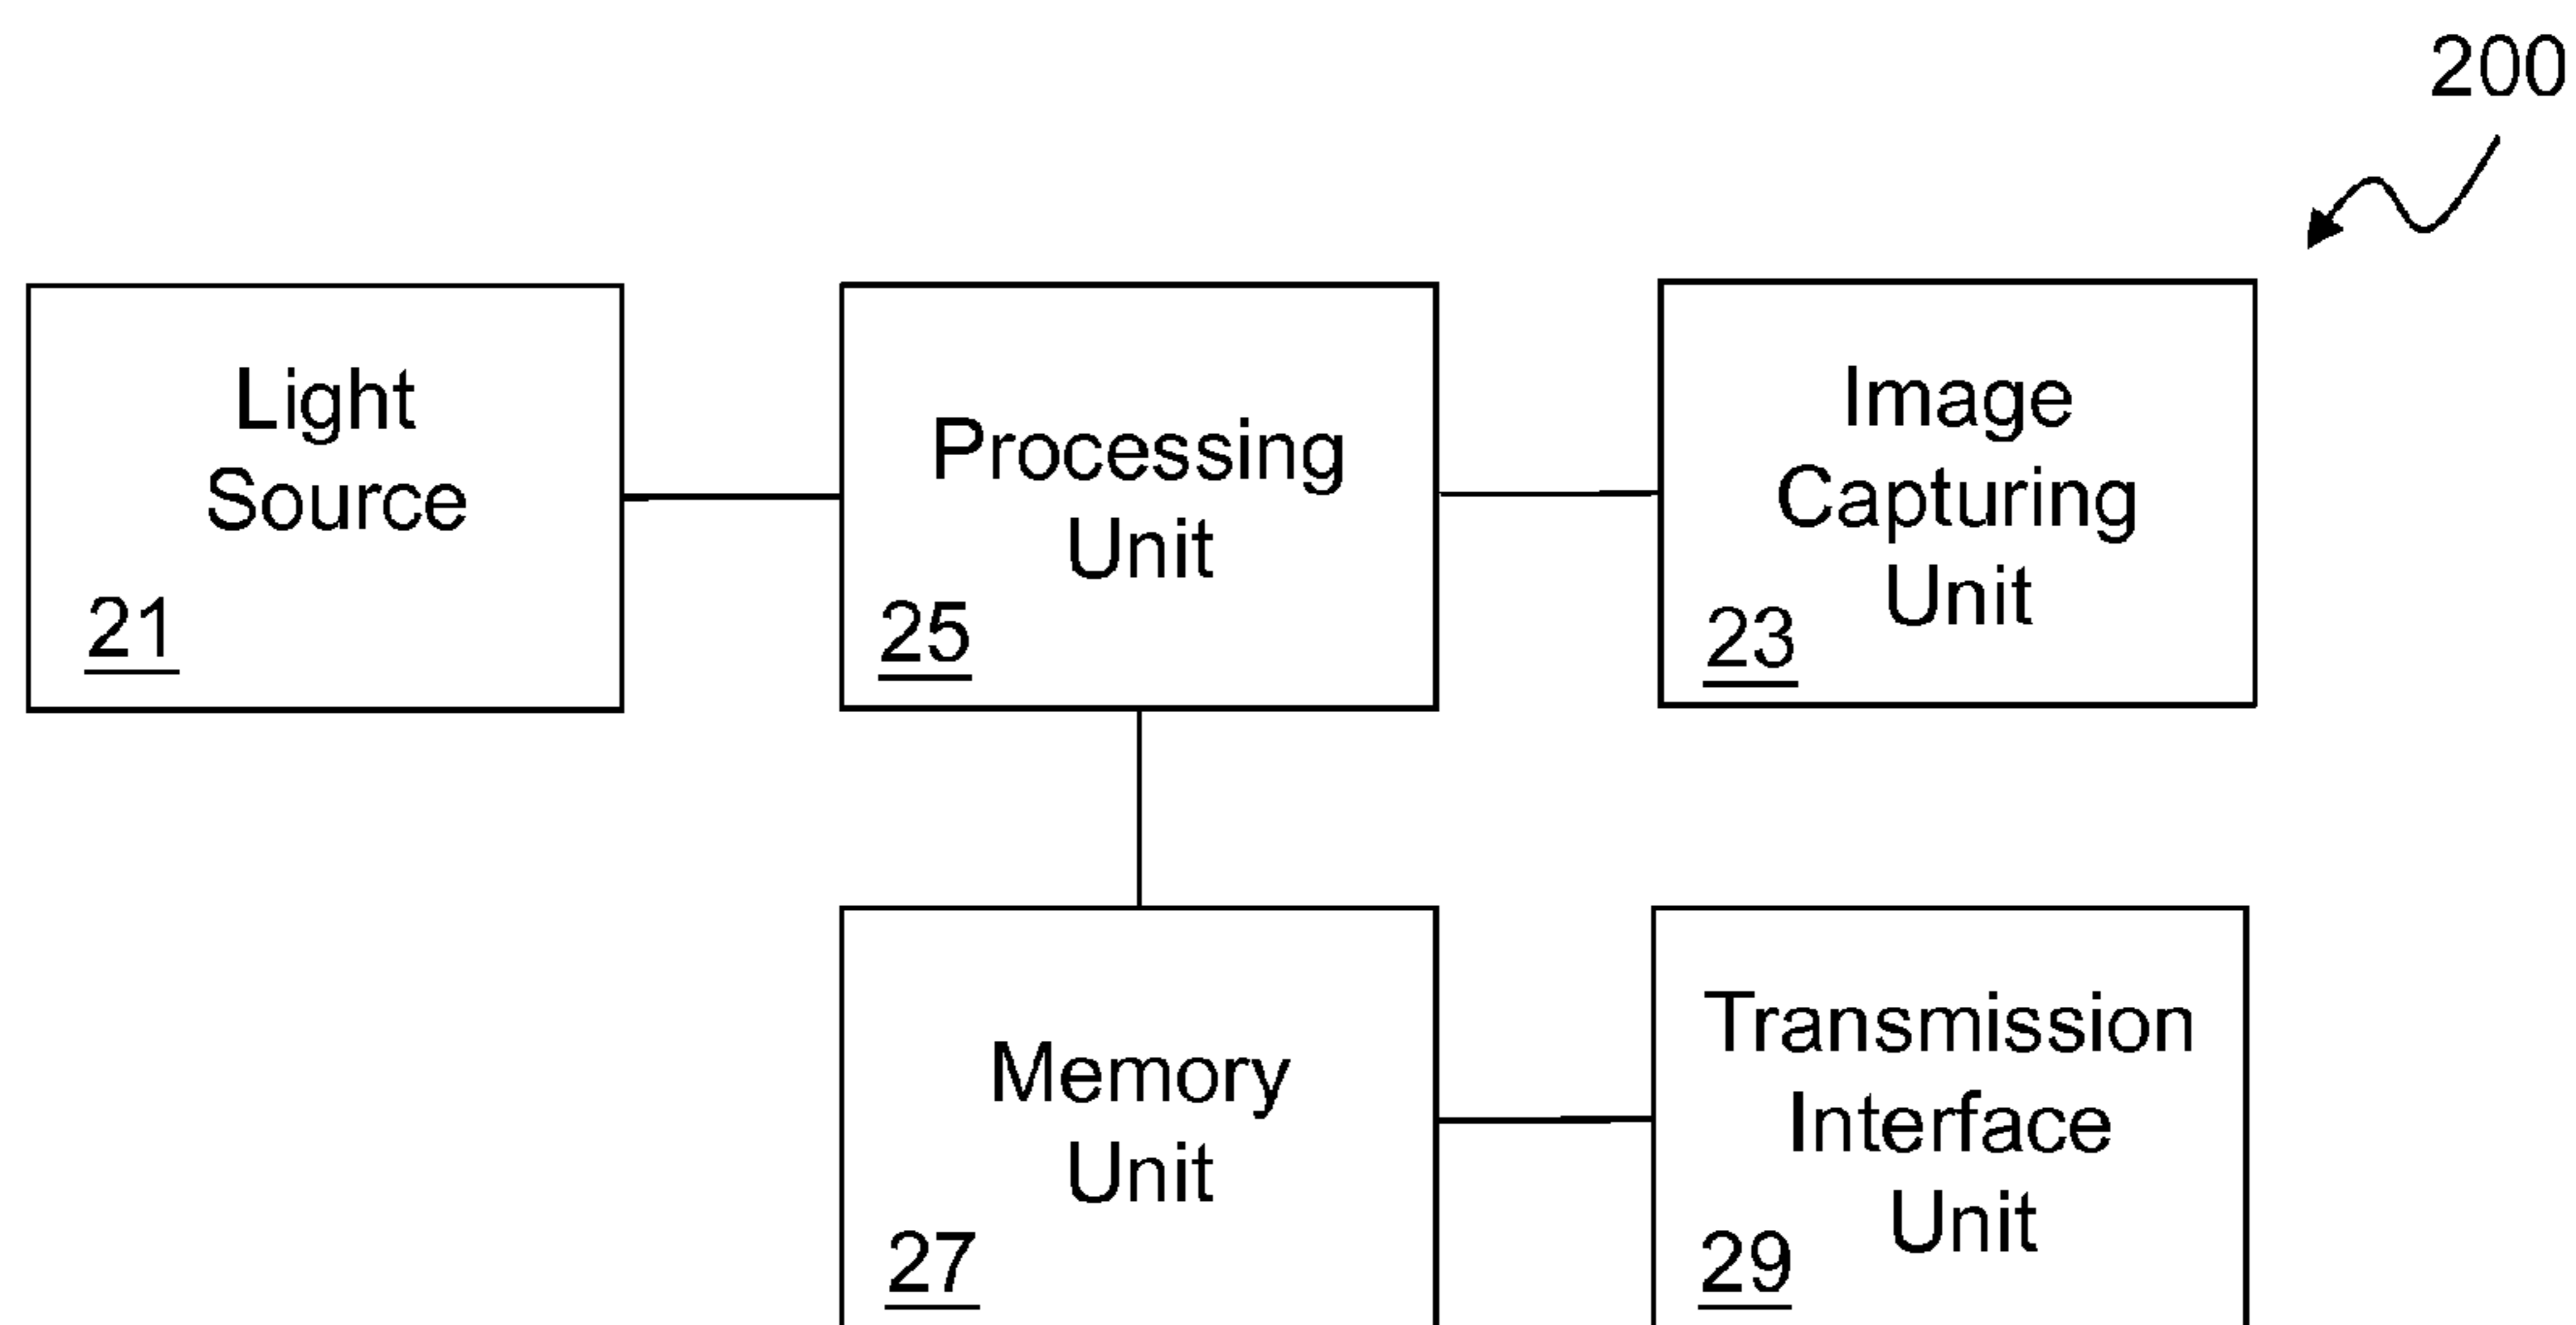 200
Light
Source
21
Processing
Unit
25
Image
Capturing
Unit
23
Memory
Unit
27
Transmission
Interface
Unit
29